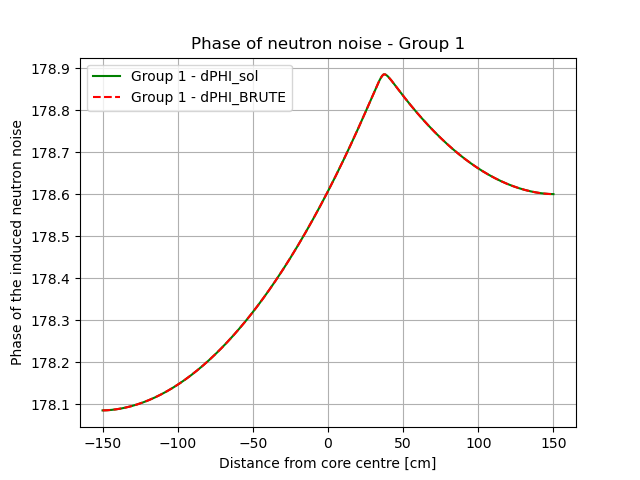 Phase of neutron noise - Group 1
Group 1 - dPHI_sol
Group 1 - dPHI_BRUTE
Phase of the induced neutron noise
178.9
178.8
178.7
178.6
178.5
178.4
178.3
178.2
178.1
−150 −100 −50 0 50 100 150
Distance from core centre [cm]